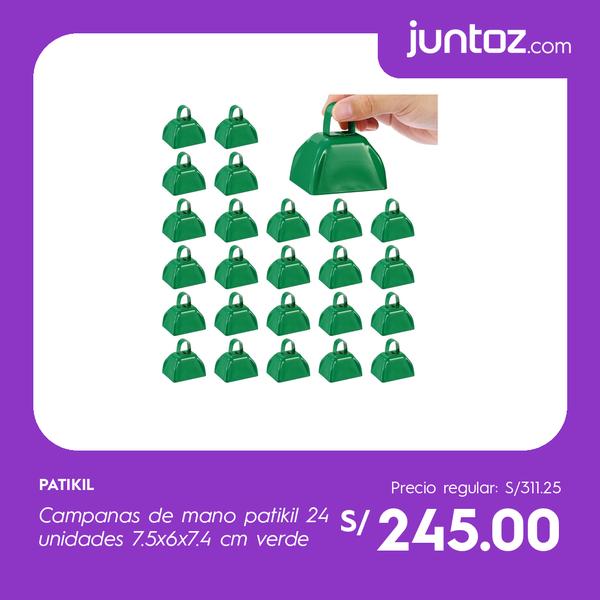 juntoz.com
PATIKIL
Campanas de mano patikil 24
unidades 7.5x6x7.4 cm verde
Precio regular: S/311.25
S/ 245.00